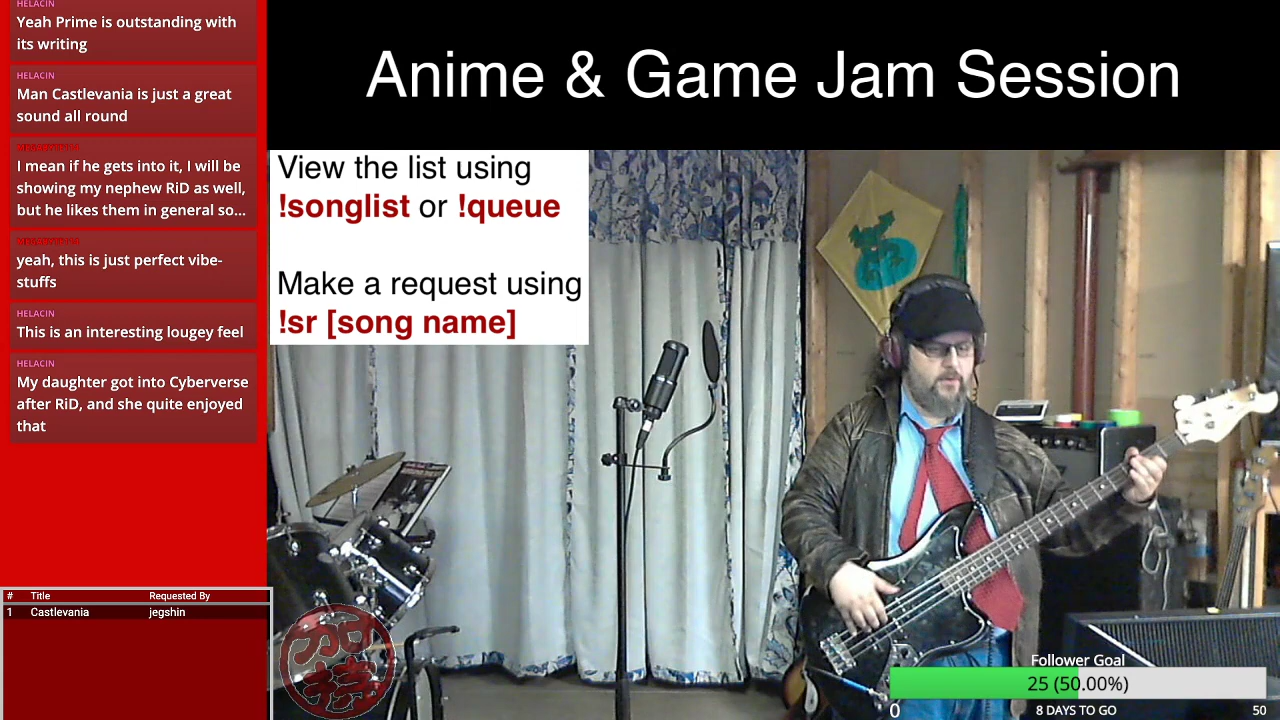 HELACIN
Yeah Prime is outstanding with
its writing
HELACIN
Man Castlevania is just a great
sound all round
I mean if he gets into it, I will be
showing my nephew RiD as well,
but he likes them in general so...
yeah, this is just perfect vibe-
stuffs
HELACIN
This is an interesting lougey feel
HELACIN
My daughter got into Cyberverse
after RiD, and she quite enjoyed
that
# Title Requested By
1 Castlevania jegshin
Anime & Game Jam Session
View the list using
!songlist or !queue
Make a request using
!sr [song name]
Follower Goal
25 (50.00%)
0 8 DAYS TO GO 50